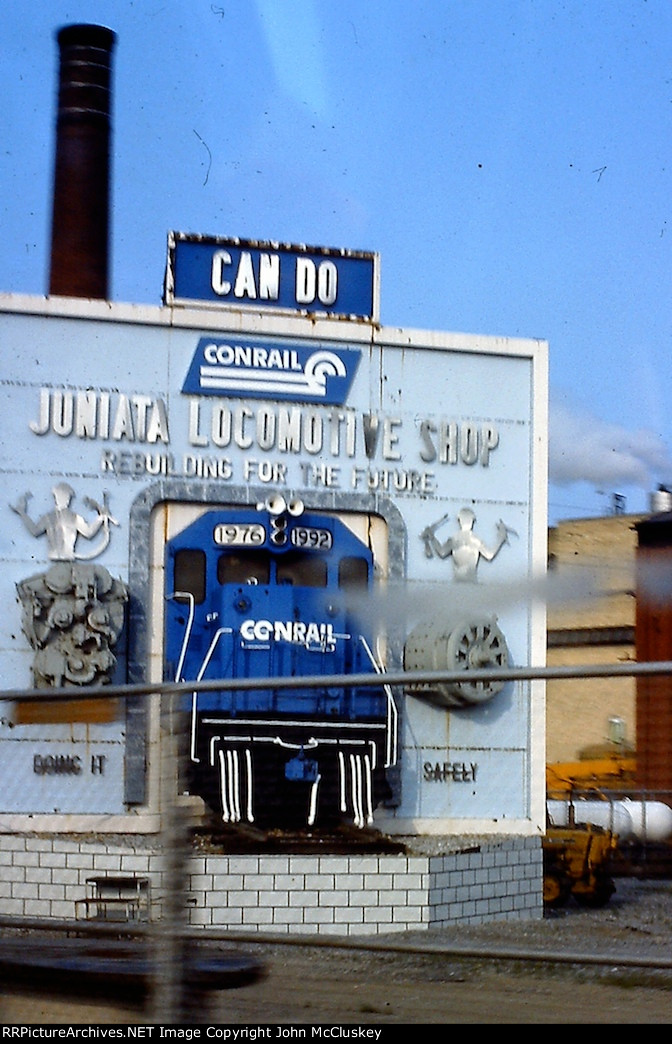 CAN DO
CONRAIL
JUNIATA LOCOMOTIVE SHOP
REBUILDING FOR THE FUTURE
1976 1992
CONRAIL
DOING IT
SAFELY
© RRPictureArchives.NET Image Copyright John McCluskey